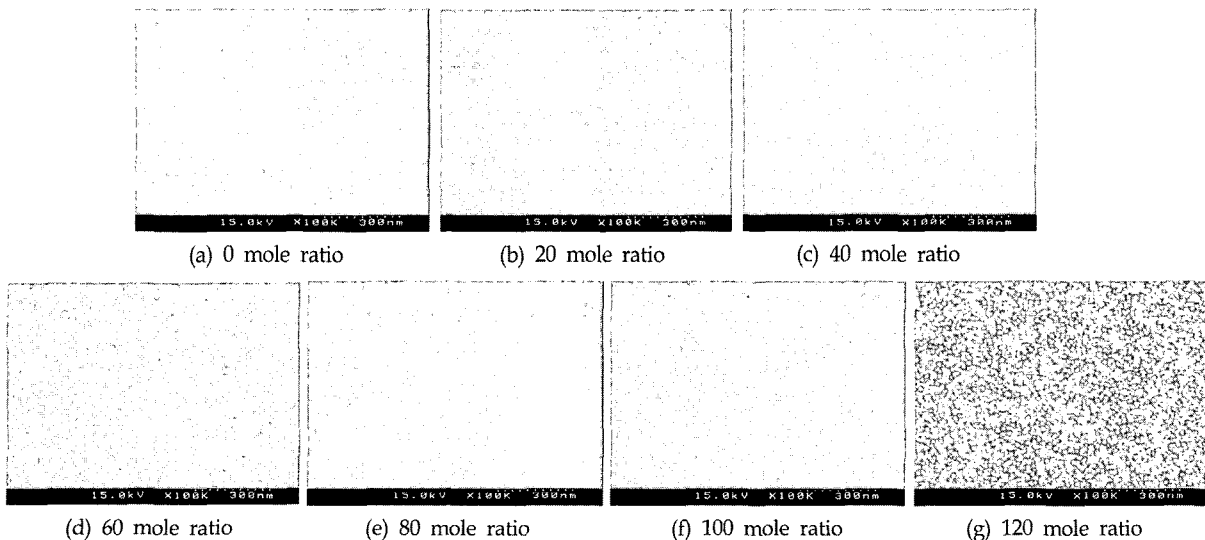 15.0kV X100K 300nm
15.0kV X100K 300nm
15.0kV X100K 300nm
(a) 0 mole ratio
(b) 20 mole ratio
(c) 40 mole ratio
15.0kV X100K 300nm
15.0kV X100K 300nm
15.0kV X100K 300nm
15.0kV X100K 300nm
(d) 60 mole ratio
(e) 80 mole ratio
(f) 100 mole ratio
(g) 120 mole ratio